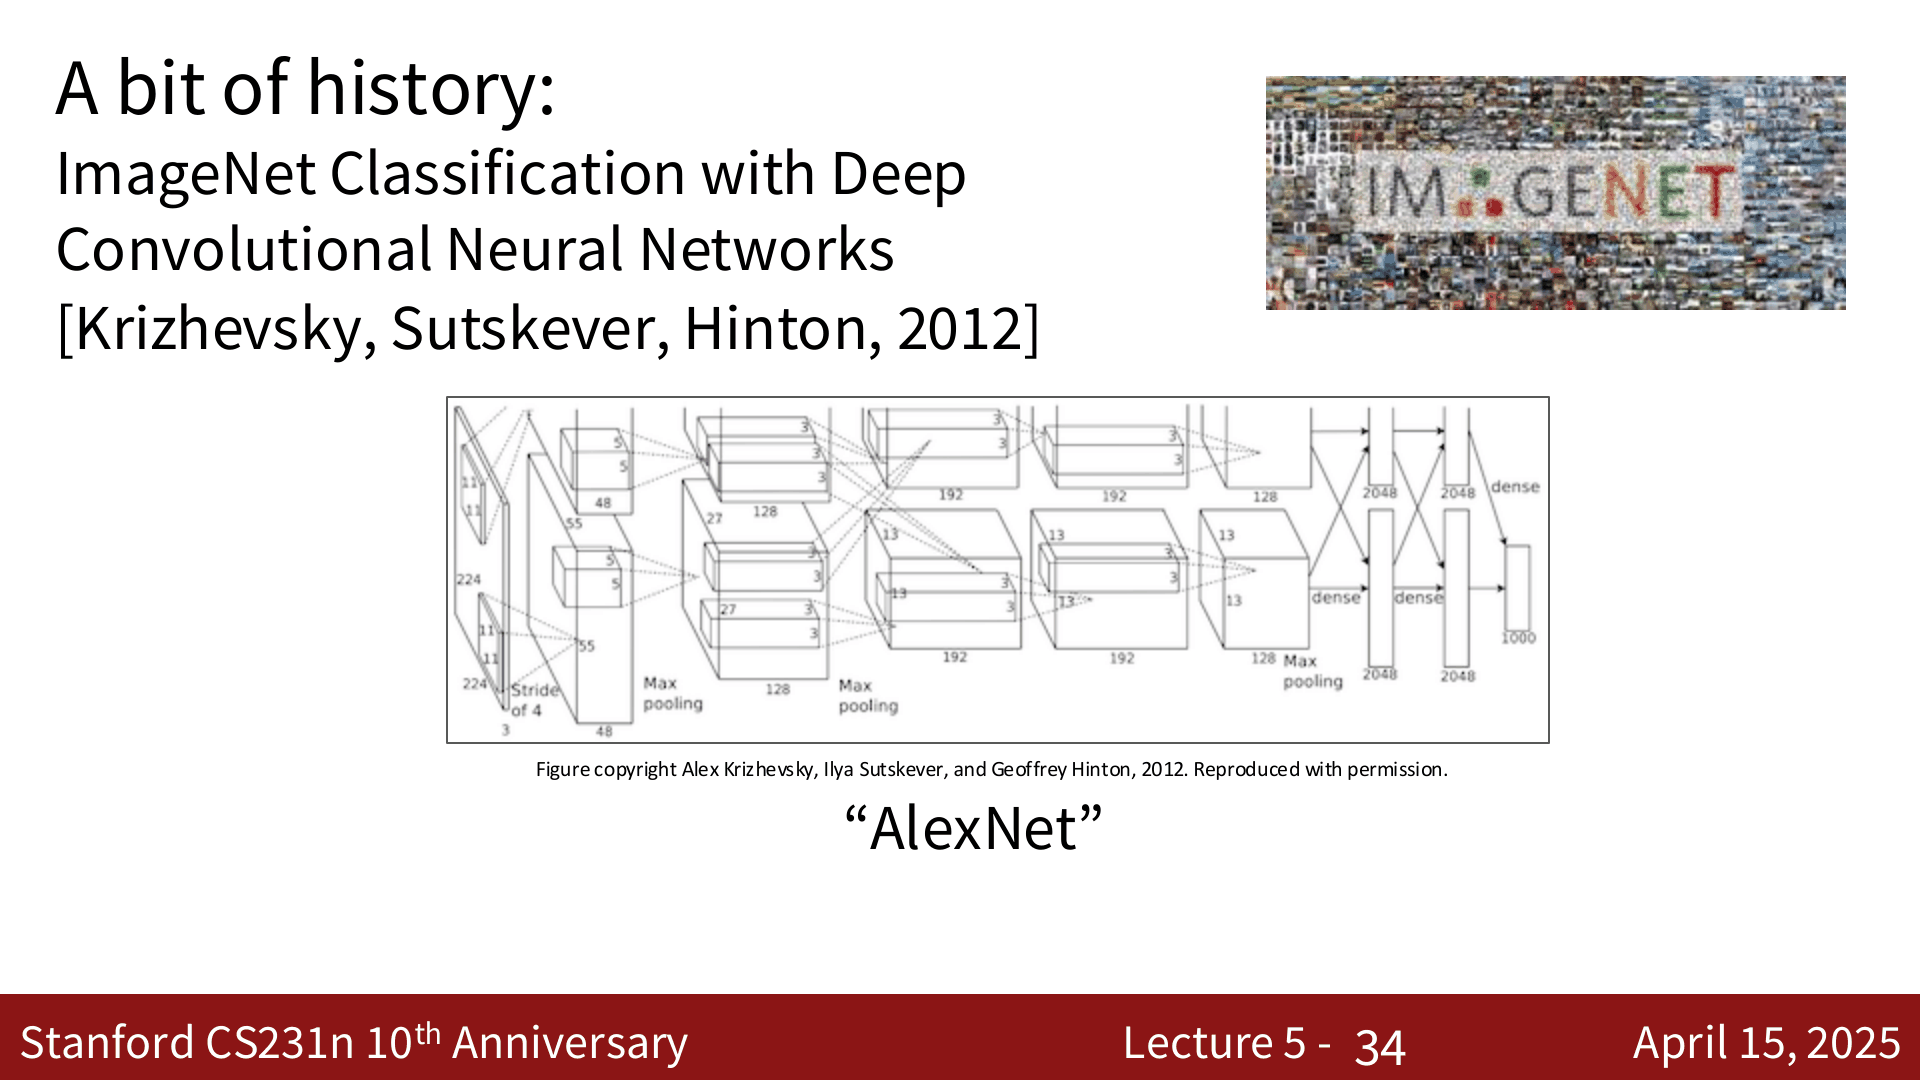 A bit of history:
ImageNet Classification with Deep
Convolutional Neural Networks
[Krizhevsky, Sutskever, Hinton, 2012]
IMAGENET
11
11
224
11
11
224
3
Stride
of 4
5
5
48
55
5
5
55
48
Max
pooling
3
3
3
128
27
3
3
27
3
3
128
Max
pooling
3
3
192
13
13
3
3
192
3
3
192
13
3
3
13
192
128
13
13
128
Max
pooling
2048
2048
dense
dense
dense
1000
2048
2048
Figure copyright Alex Krizhevsky, Ilya Sutskever, and Geoffrey Hinton, 2012. Reproduced with permission.
“AlexNet”
Stanford CS231n 10th Anniversary
Lecture 5 - 34
April 15, 2025